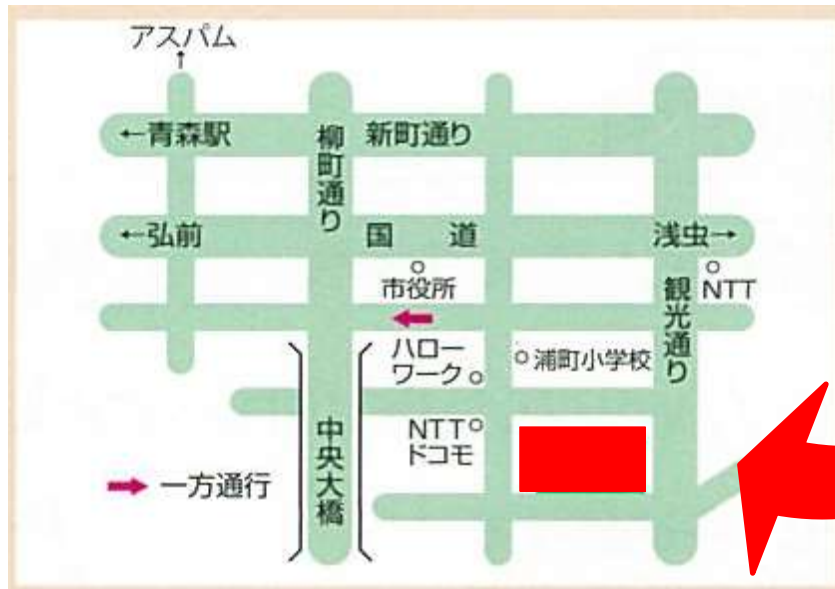 アスパム
↑
←青森駅
柳町通り
新町通り
←弘前
国道
浅虫→
市役所
NTT
観光通り
ハロー
ワーク
浦町小学校
NTT
ドコモ
中央大橋
一方通行